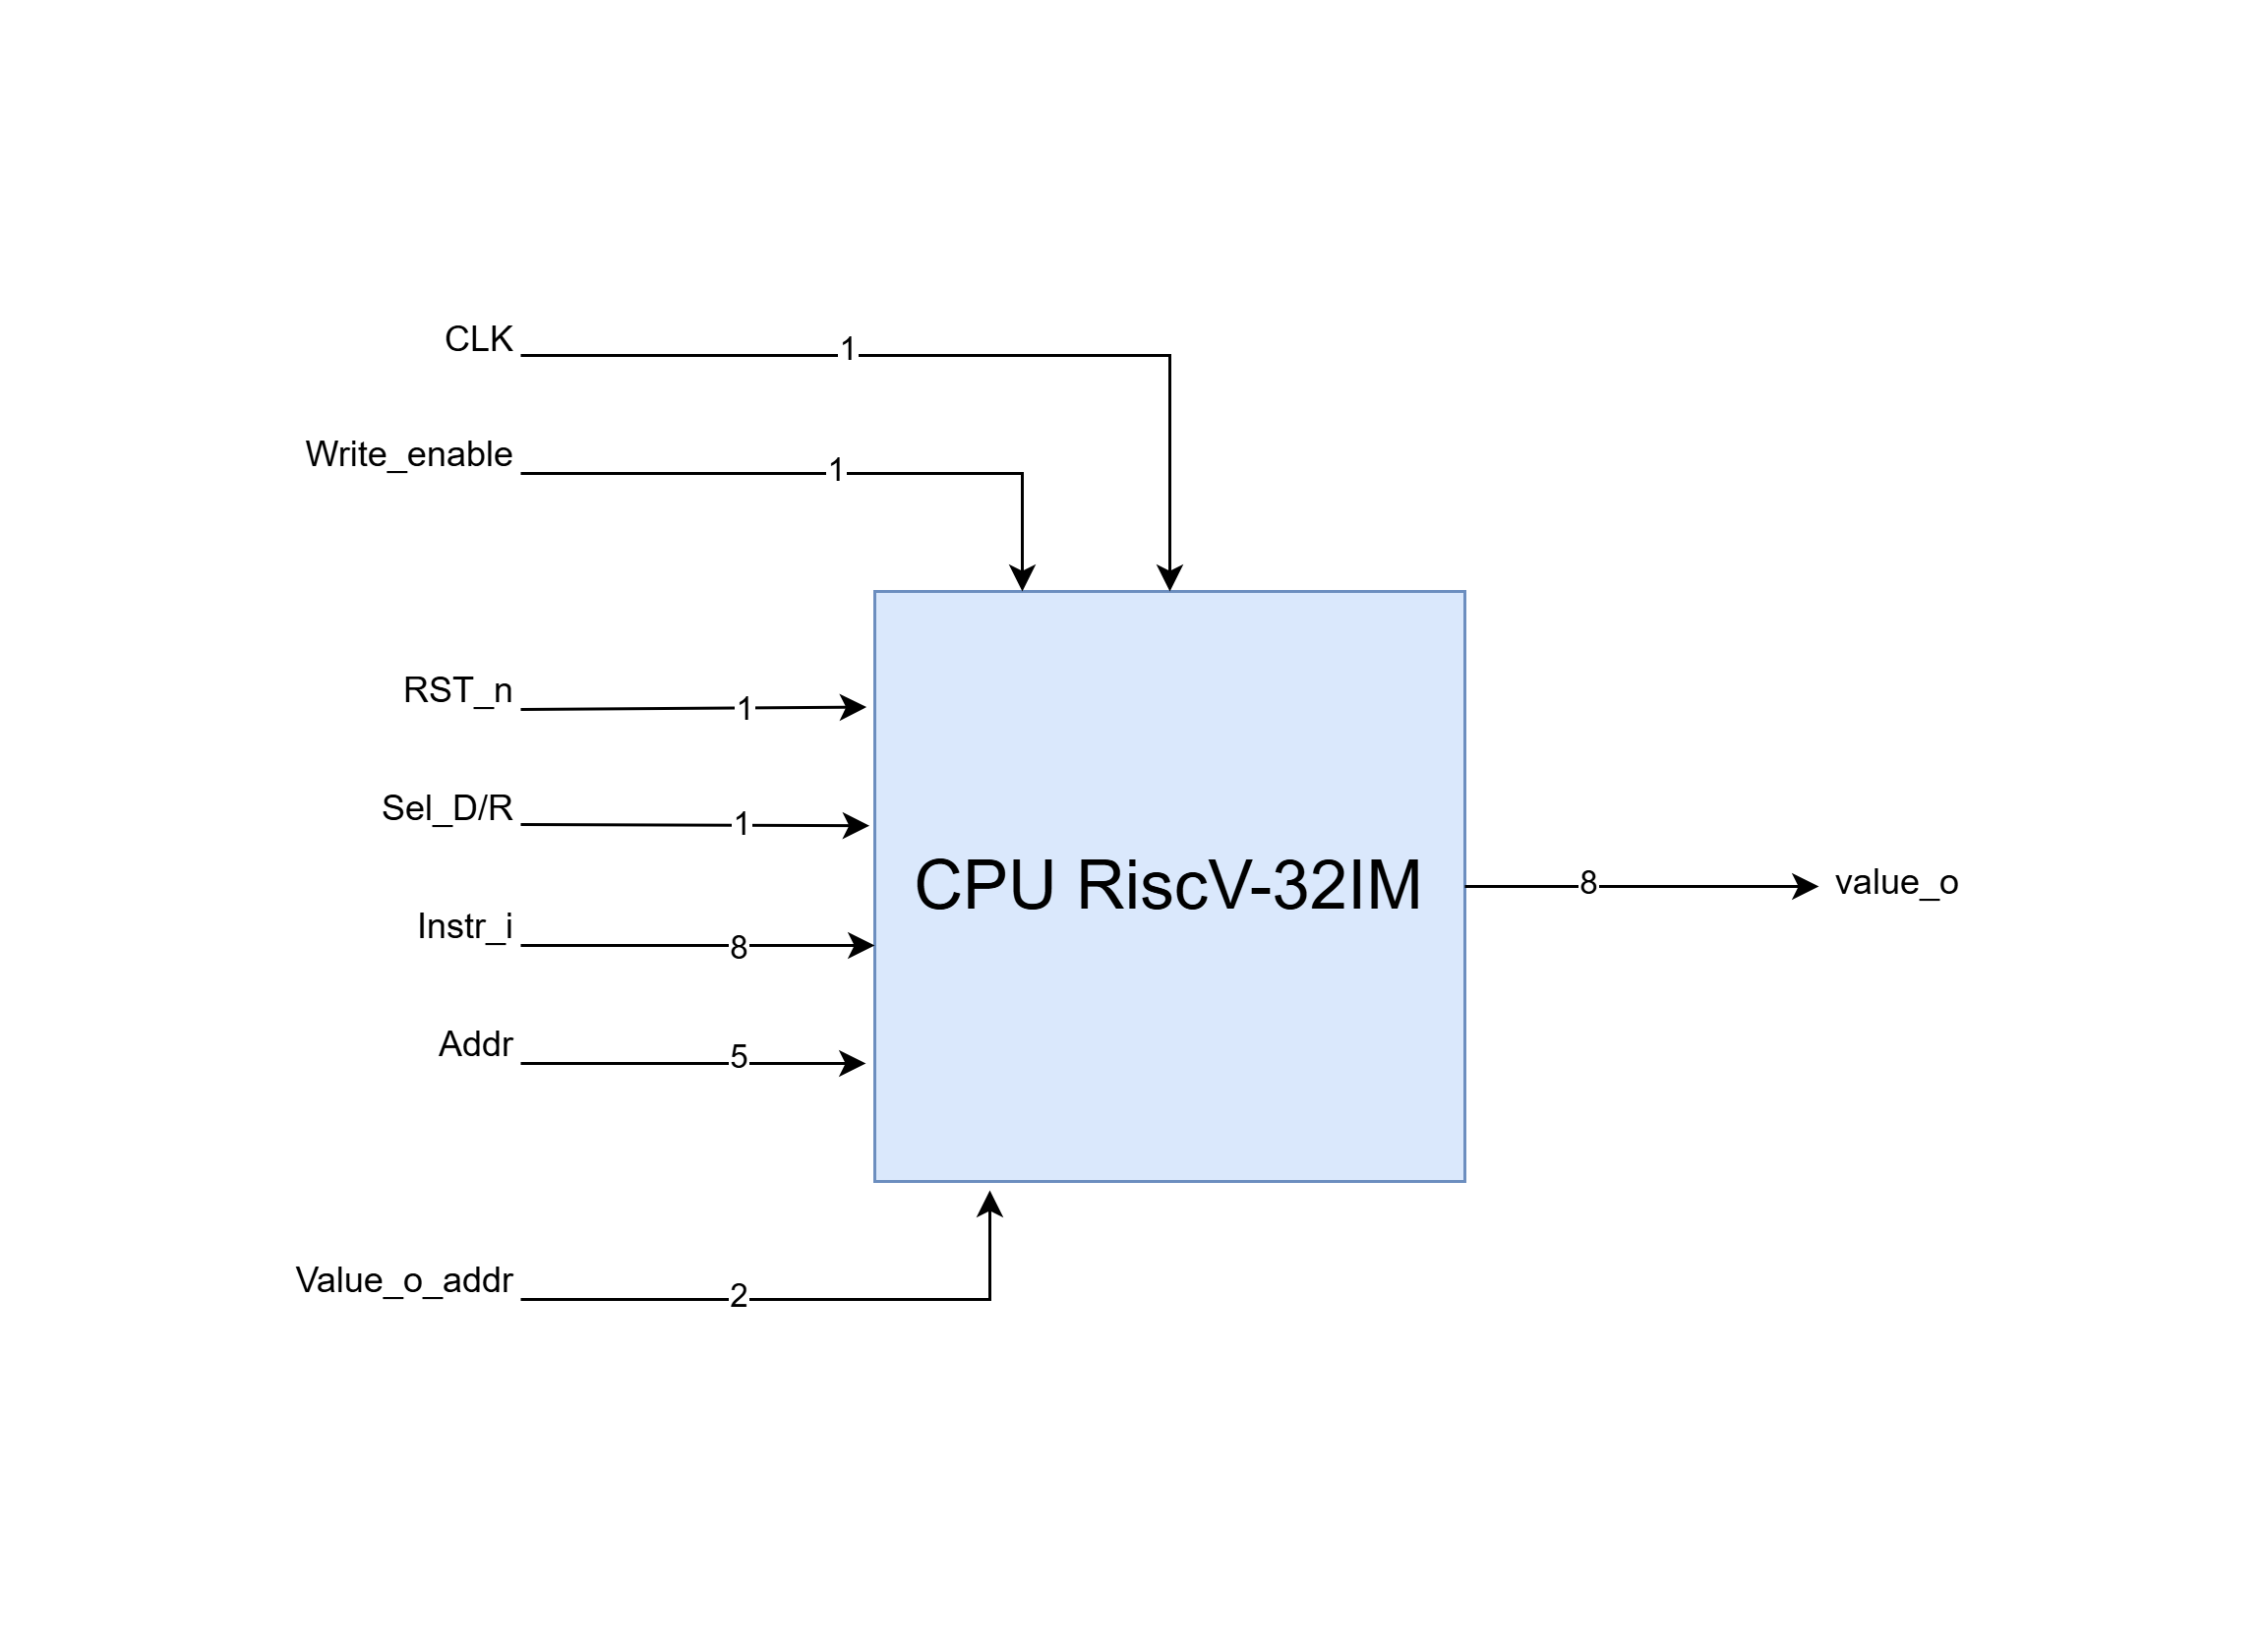 CLK
1
Write_enable
1
RST_n
1
Sel_D/R
1
Instr_i
8
Addr
5
Value_o_addr
2
CPU RiscV-32IM
8
value_o